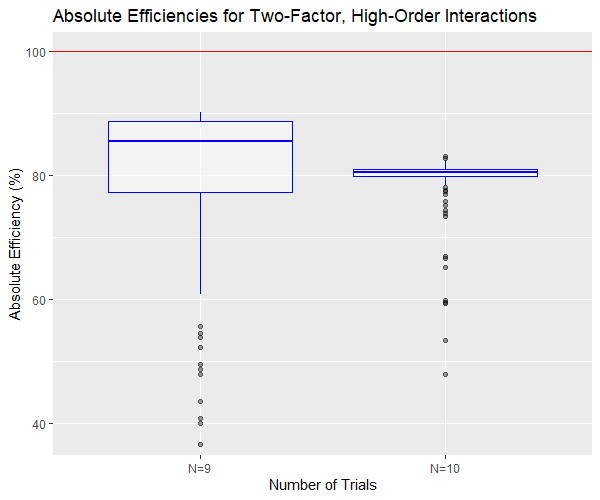 Absolute Efficiencies for Two-Factor, High-Order Interactions
100
80
60
40
Absolute Efficiency (%)
N=9
N=10
Number of Trials